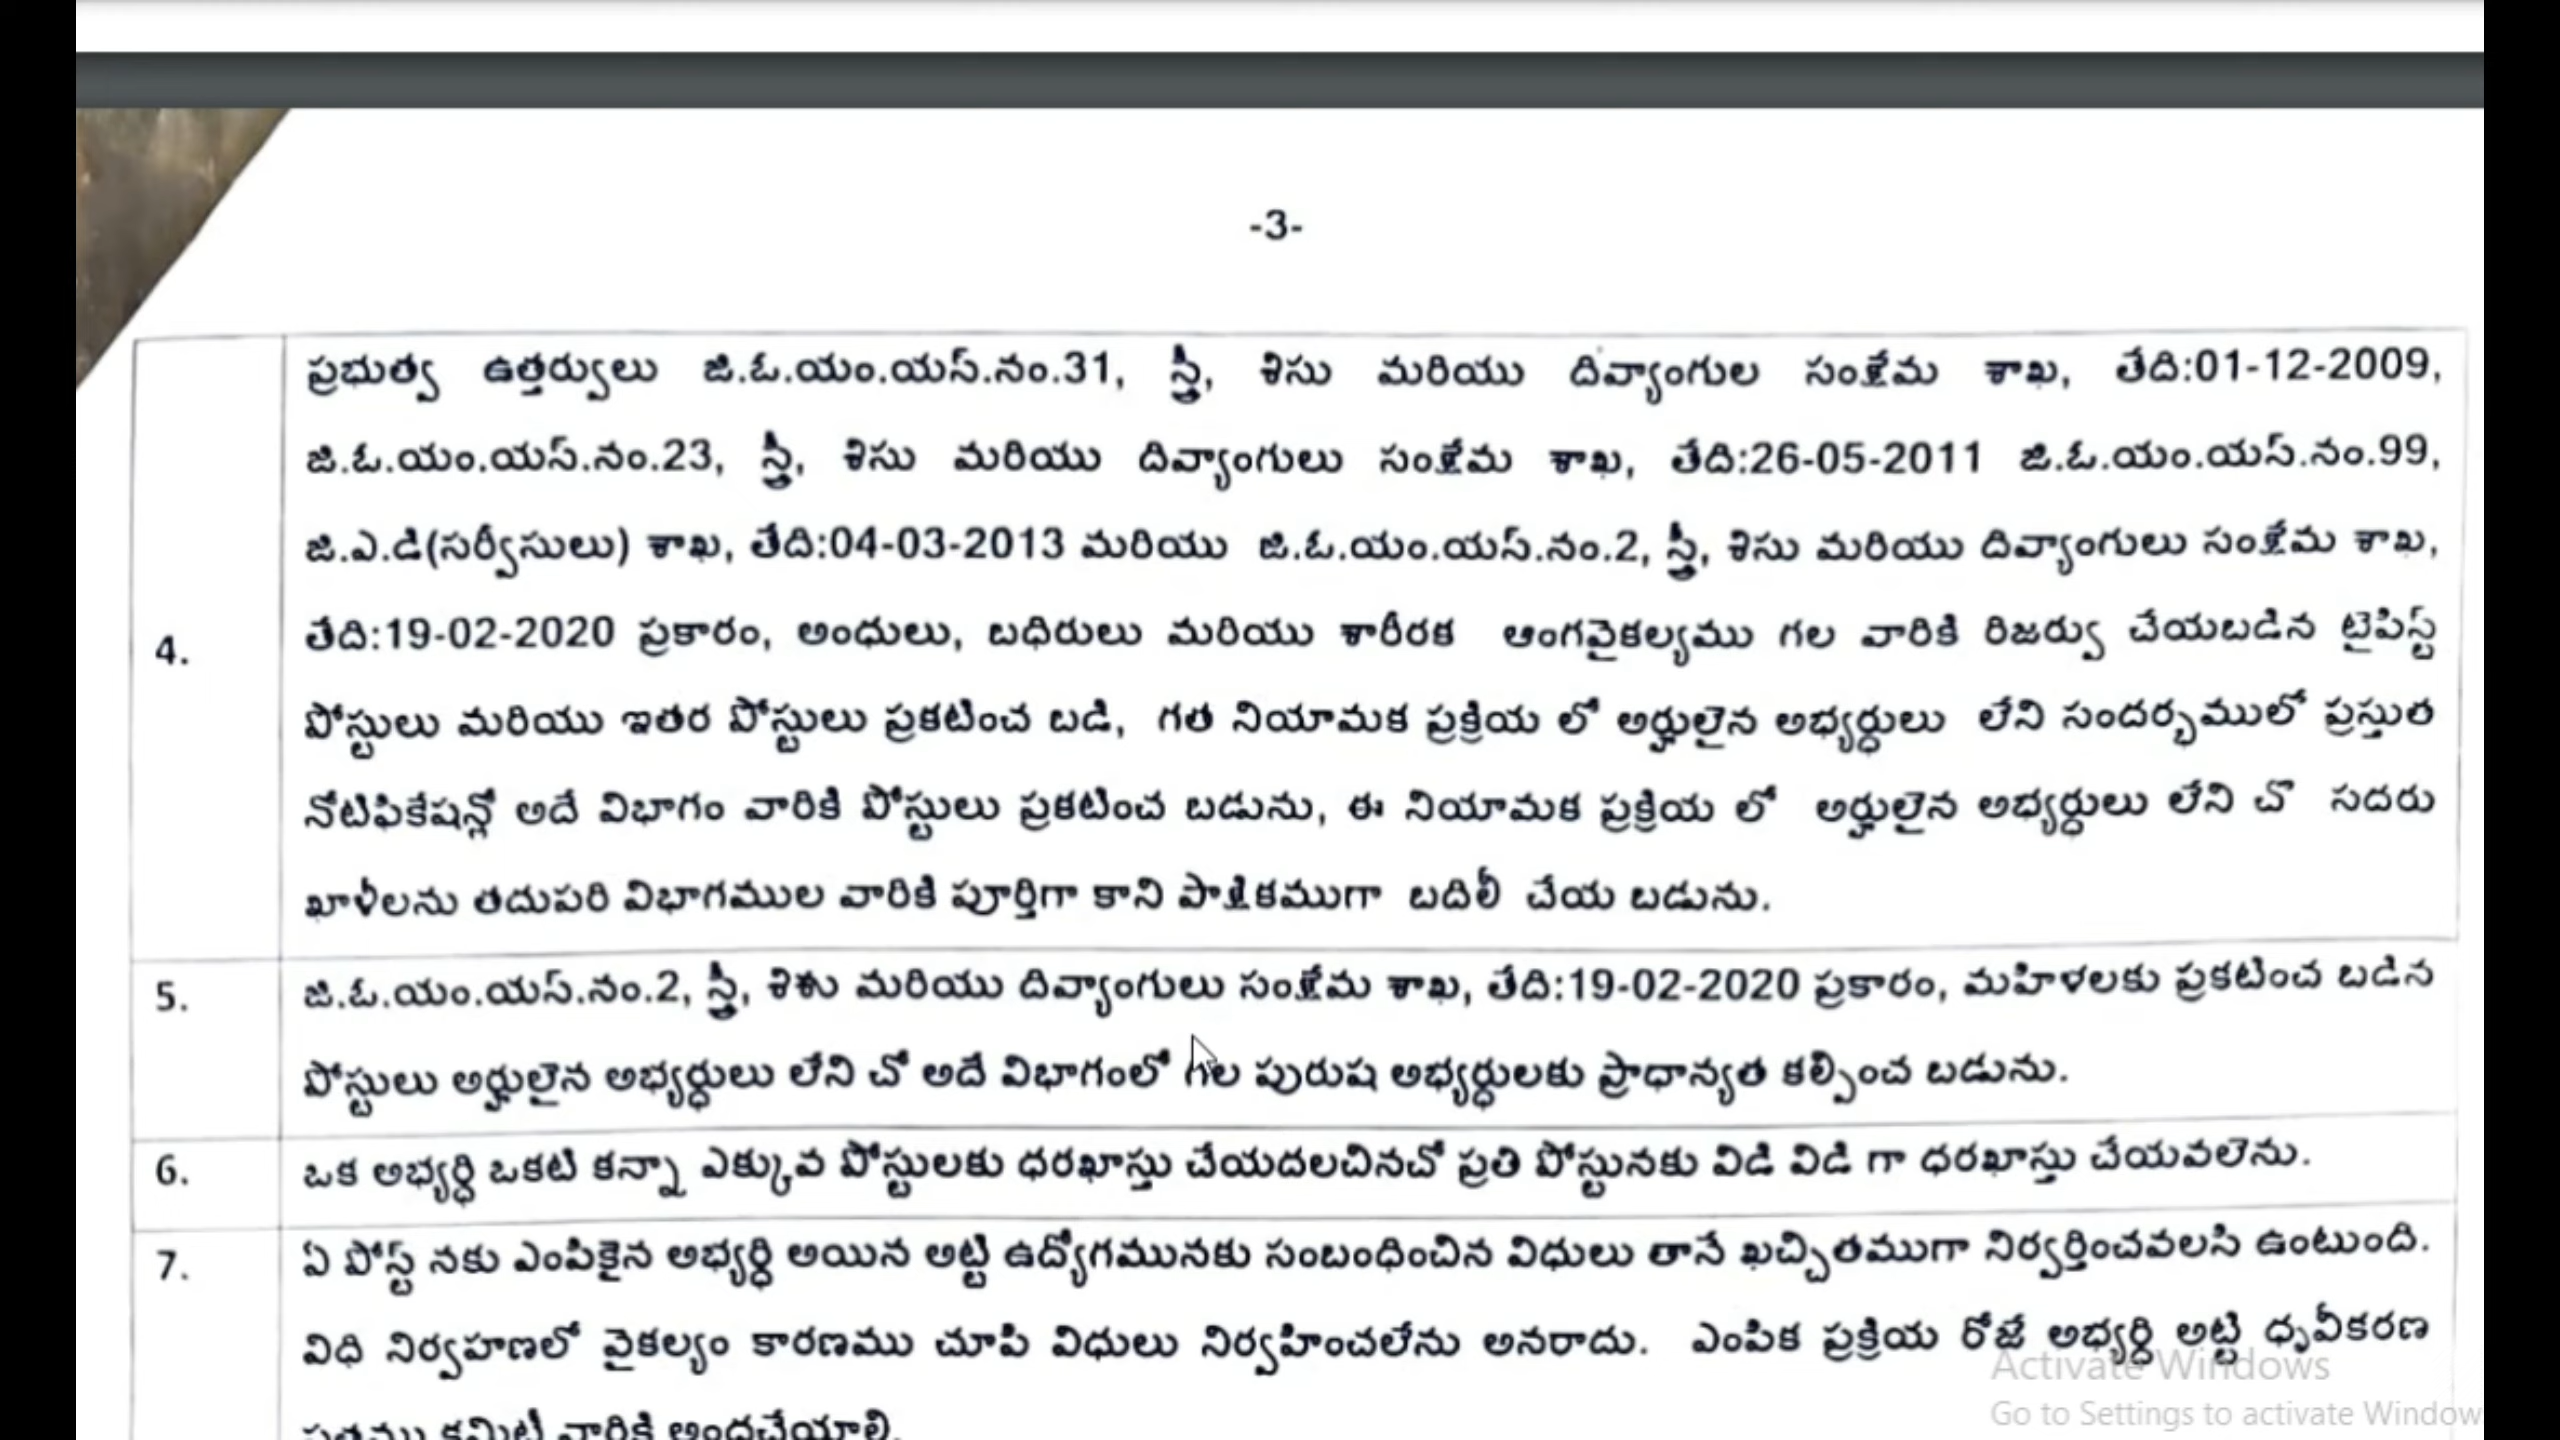 -3-
4.
ప్రభుత్వ ఉత్తర్వులు జి.ఓ.యం.యస్.నం.31, స్త్రీ, శిసు మరియు దివ్యాంగుల సంక్షేమ శాఖ, తేది:01-12-2009,
జి.ఓ.యం.యస్.నం.23, స్త్రీ, శిసు మరియు దివ్యాంగులు సంక్షేమ శాఖ, తేది:26-05-2011 జి.ఓ.యం.యస్.నం.99,
జి.ఎ.డి(సర్వీసులు) శాఖ, తేది:04-03-2013 మరియు జి.ఓ.యం.యస్.నం.2, స్త్రీ, శిసు మరియు దివ్యాంగులు సంక్షేమ శాఖ,
తేది:19-02-2020 ప్రకారం, అంధులు, బధిరులు మరియు శారీరక ఆంగవైకల్యము గల వారికి రిజర్వు చేయబడిన టైపిస్ట్
పోస్టులు మరియు ఇతర పోస్టులు ప్రకటించ బడి, గత నియామక ప్రక్రియ లో అర్హులైన అభ్యర్ధులు లేని సందర్భములో ప్రస్తుత
నోటిఫికేషన్లో అదే విభాగం వారికి పోస్టులు ప్రకటించ బడును, ఈ నియామక ప్రక్రియ లో అర్హులైన అభ్యర్ధులు లేని చొ సదరు
ఖాళీలను తదుపరి విభాగముల వారికి పూర్తిగా కాని పాక్షికముగా బదిలీ చేయ బడును.
5.
జి.ఓ.యం.యస్.నం.2, స్త్రీ, శిశు మరియు దివ్యాంగులు సంక్షేమ శాఖ, తేది:19-02-2020 ప్రకారం, మహిళలకు ప్రకటించ బడిన
పోస్టులు అర్హులైన అభ్యర్ధులు లేని చో అదే విభాగంలో గల పురుష అభ్యర్ధులకు ప్రాధాన్యత కల్పించ బడును.
6.
ఒక అభ్యర్ధి ఒకటి కన్నా ఎక్కువ పోస్టులకు ధరఖాస్తు చేయదలచినచో ప్రతి పోస్టునకు విడి విడి గా ధరఖాస్తు చేయవలెను.
7.
ఏ పోస్ట్ నకు ఎంపికైన అభ్యర్ధి అయిన అట్టి ఉద్యోగమునకు సంబంధించిన విధులు తానే ఖచ్చితముగా నిర్వర్తించవలసి ఉంటుంది.
విధి నిర్వహణలో వైకల్యం కారణము చూపి విధులు నిర్వహించలేను అనరాదు. ఎంపిక ప్రక్రియ రోజే అభ్యర్ధి అట్టి ధృవీకరణ
పత్రము కమిటీ వారికి అందచేయాలి.
Activate Windows
Go to Settings to activate Window